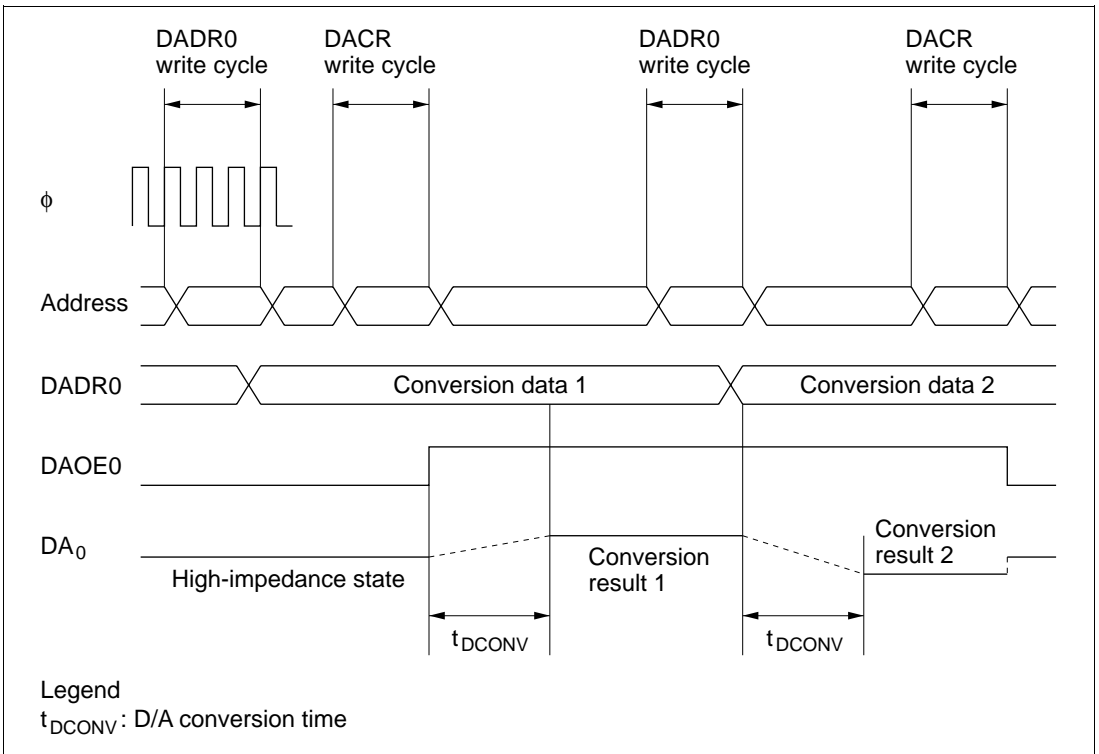 DADR0
write cycle
DACR
write cycle
DADR0
write cycle
DACR
write cycle
ϕ
Address
DADR0
Conversion data 1
Conversion data 2
DAOE0
DA0
High-impedance state
Conversion
result 1
Conversion
result 2
tDCONV
tDCONV
Legend
tDCONV : D/A conversion time